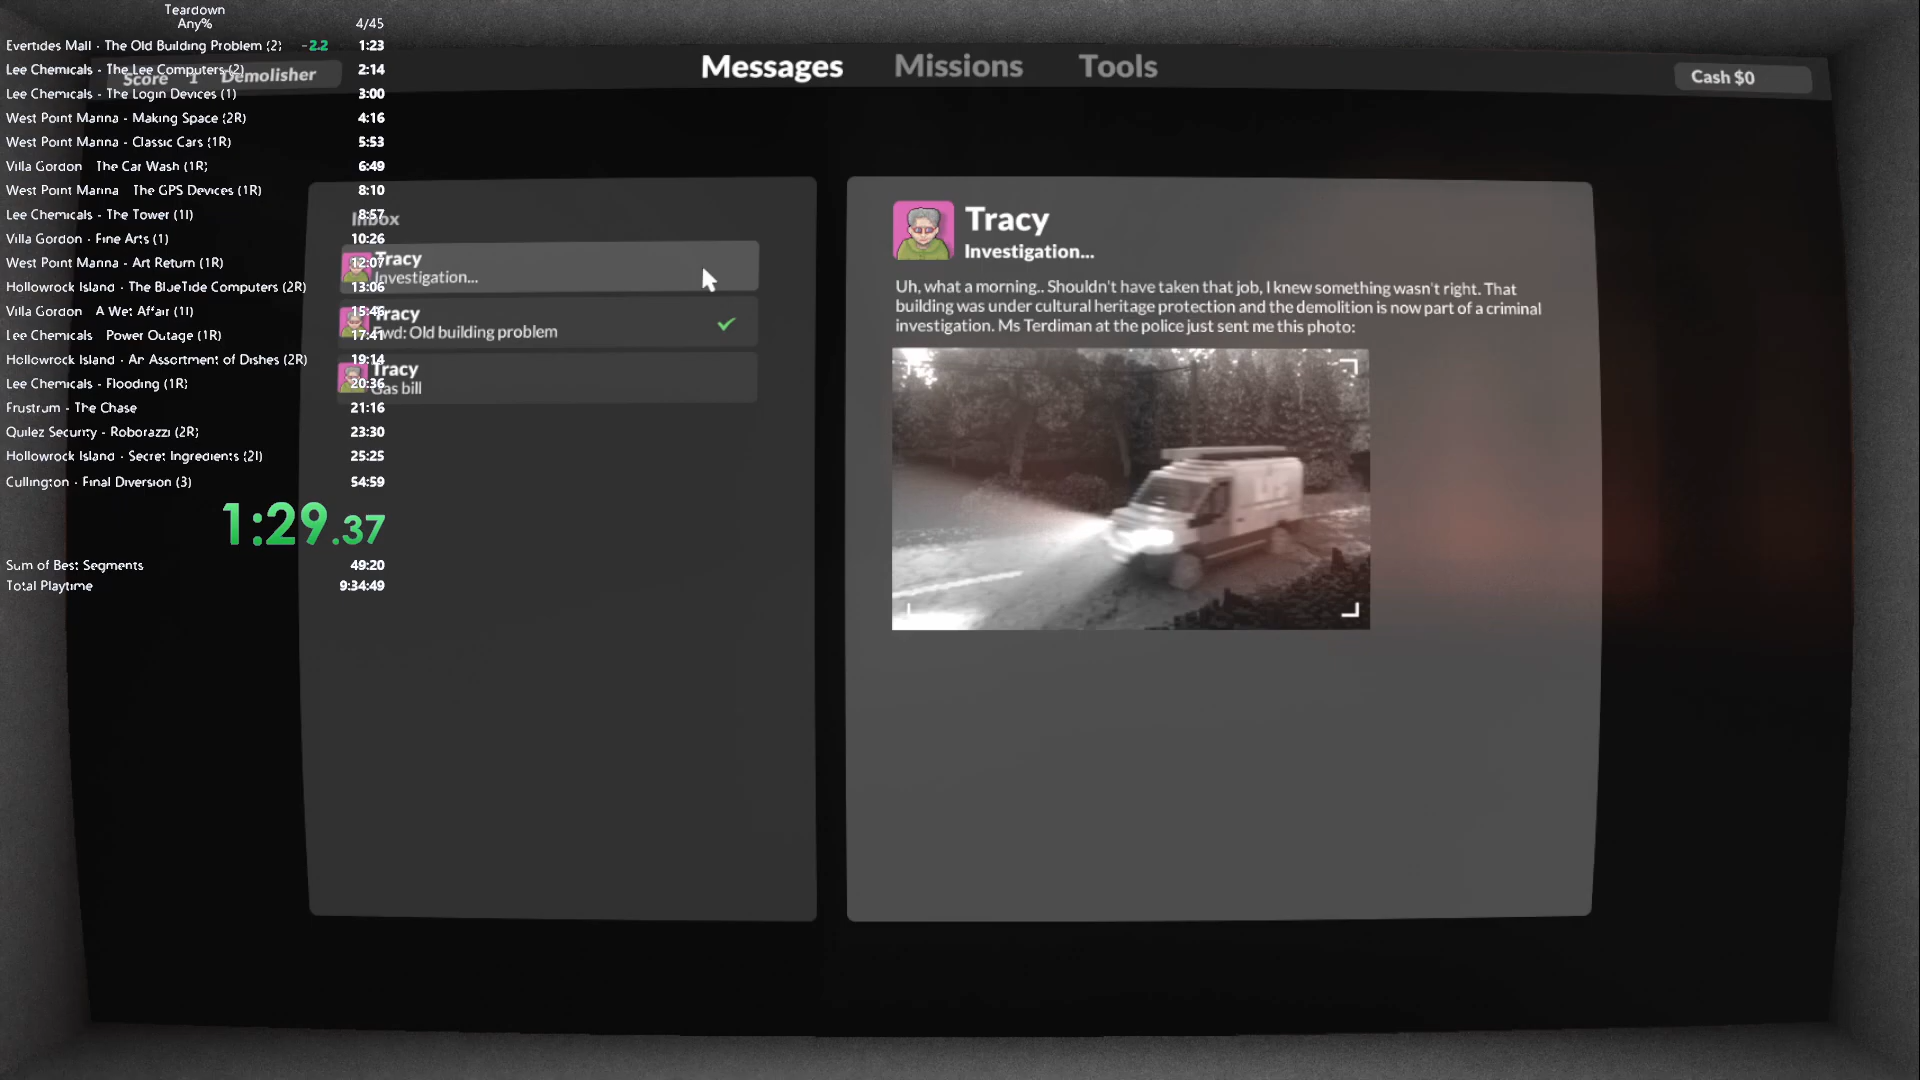 Teardown
Any% 4/45
Evertides Mall - The Old Building Problem (2) -2.2 1:23
Lee Chemicals - The Lee Computers (2) 2:14
Lee Chemicals - The Login Devices (1) 3:00
West Point Marina - Making Space (2R) 4:16
West Point Marina - Classic Cars (1R) 5:53
Villa Gordon - The Car Wash (1R) 6:49
West Point Marina - The GPS Devices (1R) 8:10
Lee Chemicals - The Tower (1I) 8:57
Villa Gordon - Fine Arts (1) 10:26
West Point Marina - Art Return (1R) 12:07
Hollowrock Island - The BlueTide Computers (2R) 13:06
Villa Gordon - A Wet Affair (1I) 15:46
Lee Chemicals - Power Outage (1R) 17:41
Hollowrock Island - An Assortment of Dishes (2R) 19:14
Lee Chemicals - Flooding (1R) 20:36
Frustrum - The Chase 21:16
Quilez Security - Roborazzi (2R) 23:30
Hollowrock Island - Secret Ingredients (2I) 25:25
Cullington - Final Diversion (3) 54:59
1:29.37
Sum of Best Segments 49:20
Total Playtime 9:34:49
Score 1 Demolisher
Messages Missions Tools
Cash $0
Inbox
Tracy
Investigation...
Tracy
Fwd: Old building problem
Tracy
Gas bill
Tracy
Investigation...
Uh, what a morning.. Shouldn't have taken that job, I knew something wasn't right. That
building was under cultural heritage protection and the demolition is now part of a criminal
investigation. Ms Terdiman at the police just sent me this photo: